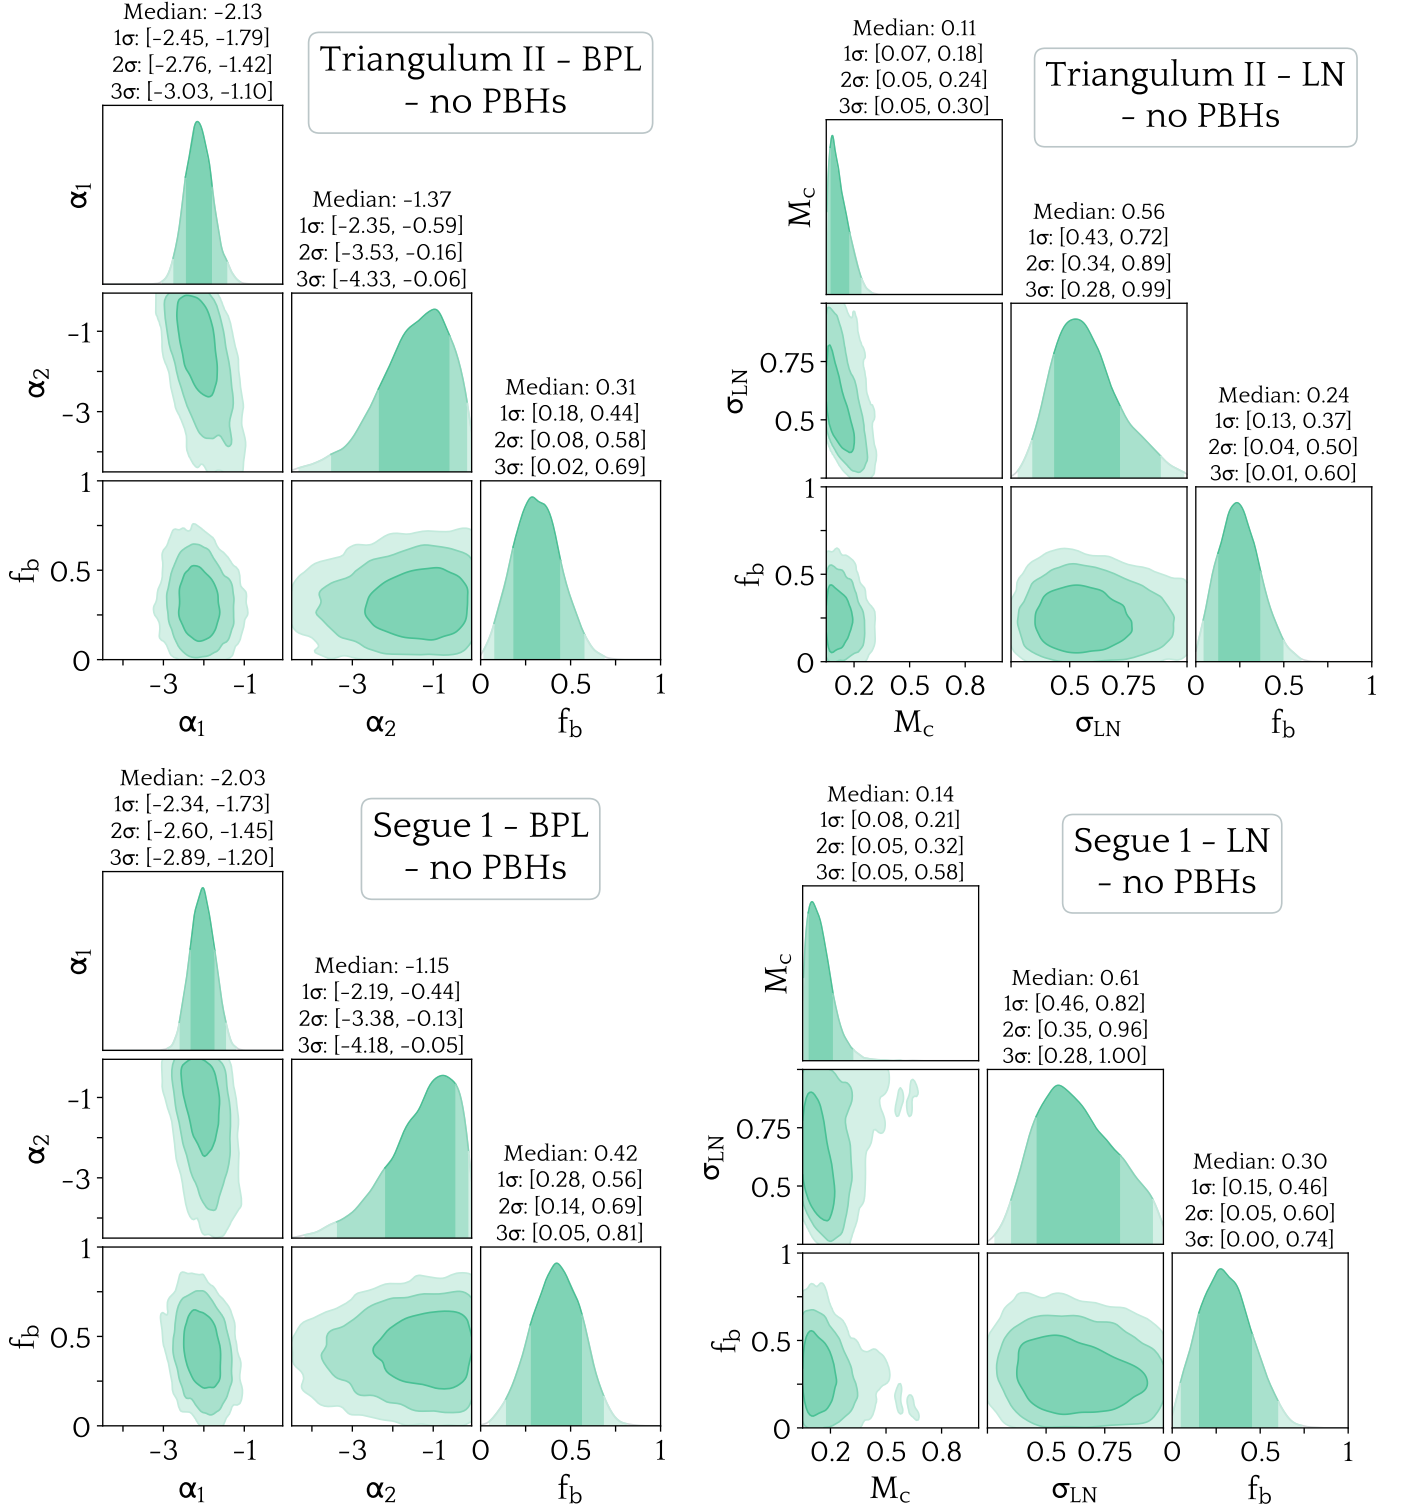 Median: -2.13
1σ: [-2.45, -1.79]
2σ: [-2.76, -1.42]
3σ: [-3.03, -1.10]
Triangulum II - BPL
- no PBHs
α1
Median: -1.37
1σ: [-2.35, -0.59]
2σ: [-3.53, -0.16]
3σ: [-4.33, -0.06]
-1
-3
α2
Median: 0.31
1σ: [0.18, 0.44]
2σ: [0.08, 0.58]
3σ: [0.02, 0.69]
1
0.5
0
fb
-3 -1
-3 -1
0 0.5 1
α1
α2
fb
Median: 0.11
1σ: [0.07, 0.18]
2σ: [0.05, 0.24]
3σ: [0.05, 0.30]
Triangulum II - LN
- no PBHs
Mc
Median: 0.56
1σ: [0.43, 0.72]
2σ: [0.34, 0.89]
3σ: [0.28, 0.99]
0.75
0.5
σLN
Median: 0.24
1σ: [0.13, 0.37]
2σ: [0.04, 0.50]
3σ: [0.01, 0.60]
1
0.5
0
fb
0.2 0.5 0.8
0.5 0.75
0 0.5 1
Mc
σLN
fb
Median: -2.03
1σ: [-2.34, -1.73]
2σ: [-2.60, -1.45]
3σ: [-2.89, -1.20]
Segue 1 - BPL
- no PBHs
α1
Median: -1.15
1σ: [-2.19, -0.44]
2σ: [-3.38, -0.13]
3σ: [-4.18, -0.05]
-1
-3
α2
Median: 0.42
1σ: [0.28, 0.56]
2σ: [0.14, 0.69]
3σ: [0.05, 0.81]
1
0.5
0
fb
-3 -1
-3 -1
0 0.5 1
α1
α2
fb
Median: 0.14
1σ: [0.08, 0.21]
2σ: [0.05, 0.32]
3σ: [0.05, 0.58]
Segue 1 - LN
- no PBHs
Mc
Median: 0.61
1σ: [0.46, 0.82]
2σ: [0.35, 0.96]
3σ: [0.28, 1.00]
0.75
0.5
σLN
Median: 0.30
1σ: [0.15, 0.46]
2σ: [0.05, 0.60]
3σ: [0.00, 0.74]
1
0.5
0
fb
0.2 0.5 0.8
0.5 0.75
0 0.5 1
Mc
σLN
fb